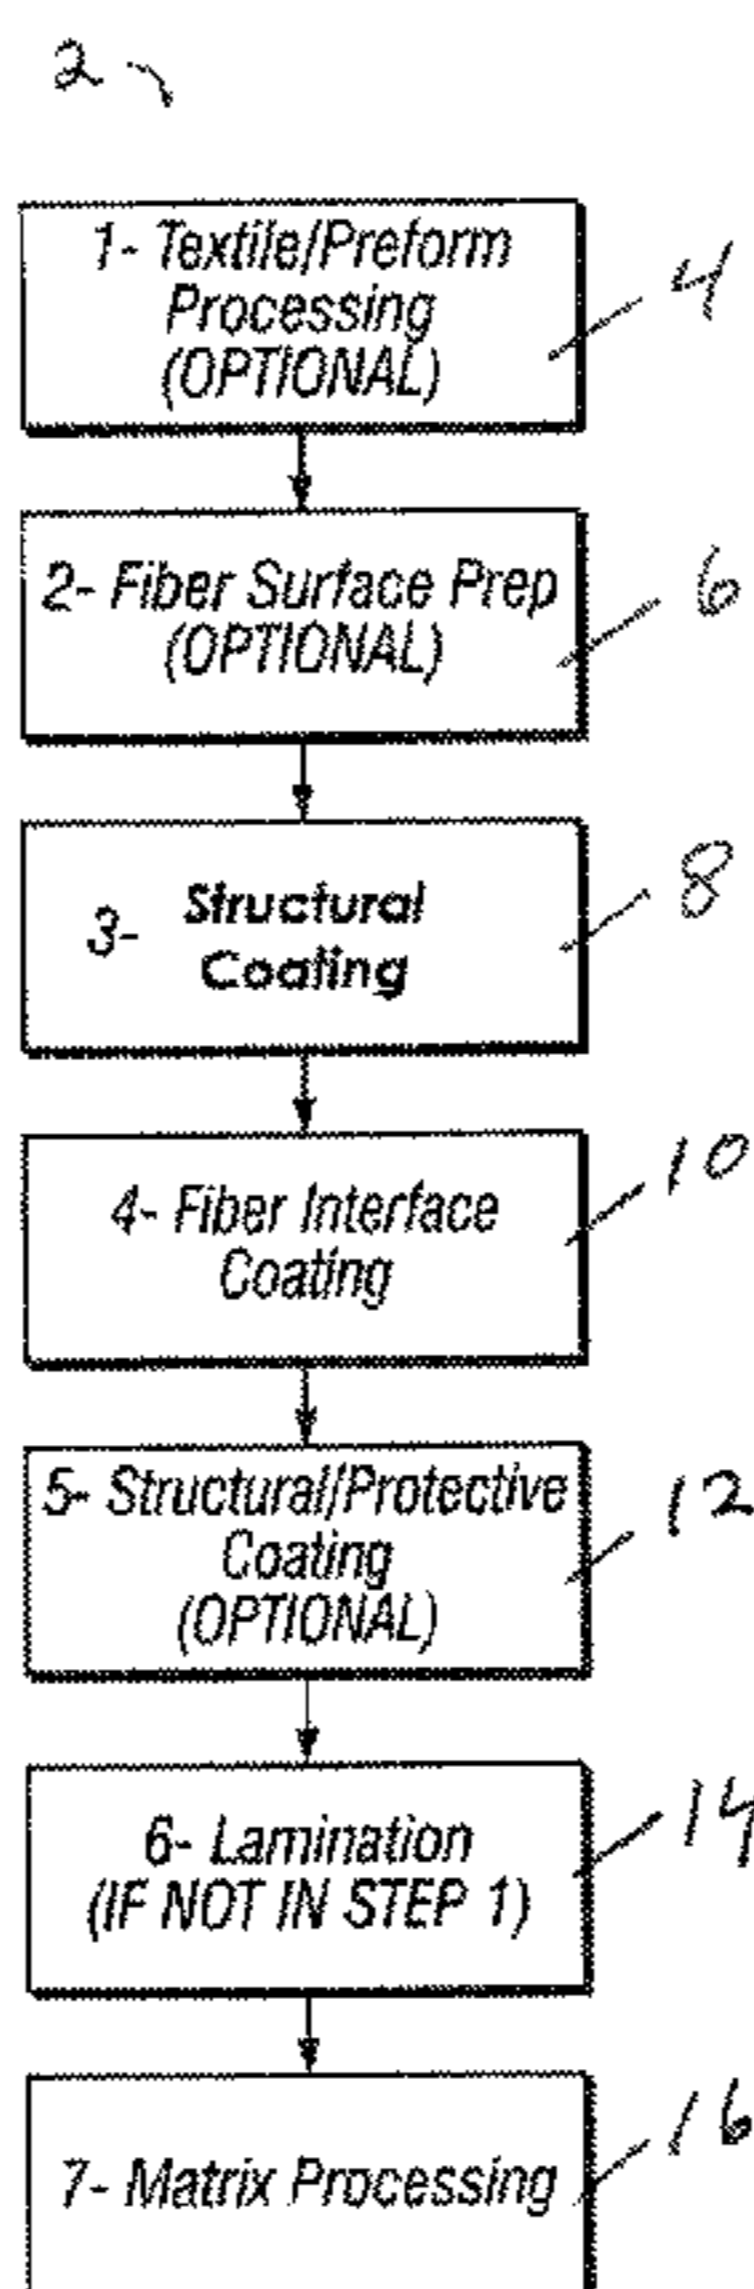 2
1- Textile/Preform
Processing
(OPTIONAL)
4
2- Fiber Surface Prep
(OPTIONAL)
6
3- Structural
Coating
8
4- Fiber Interface
Coating
10
5- Structural/Protective
Coating
(OPTIONAL)
12
6- Lamination
(IF NOT IN STEP 1)
14
7- Matrix Processing
16